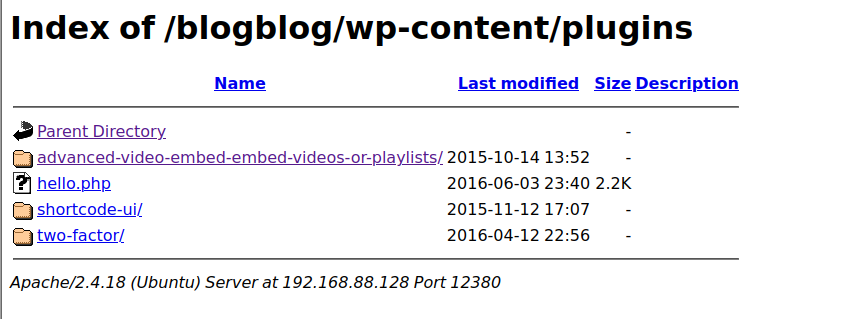 Index of /blogblog/wp-content/plugins
Name Last modified Size Description
Parent Directory -
advanced-video-embed-embed-videos-or-playlists/ 2015-10-14 13:52 -
hello.php 2016-06-03 23:40 2.2K
shortcode-ui/ 2015-11-12 17:07 -
two-factor/ 2016-04-12 22:56 -
Apache/2.4.18 (Ubuntu) Server at 192.168.88.128 Port 12380